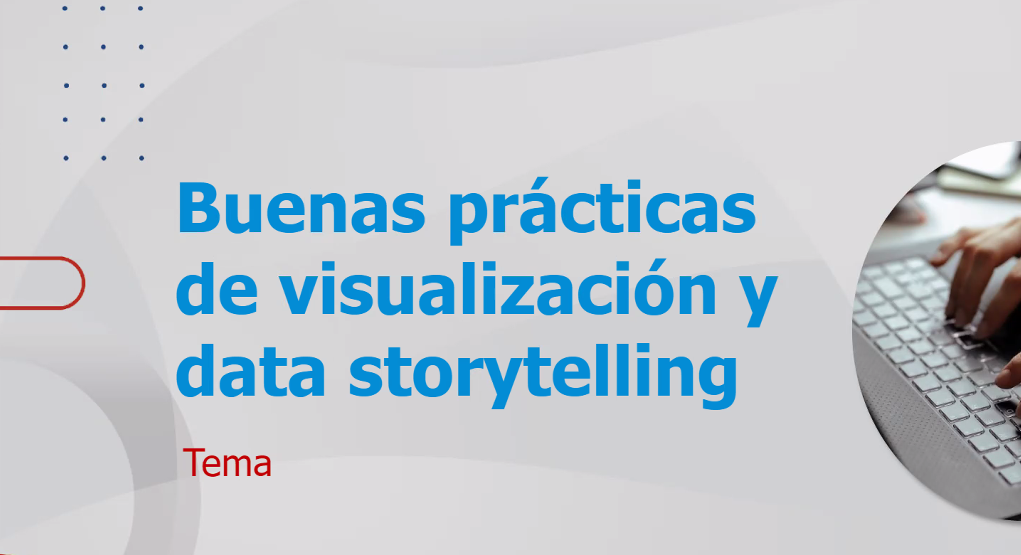 Buenas prácticas
de visualización y
data storytelling
Tema